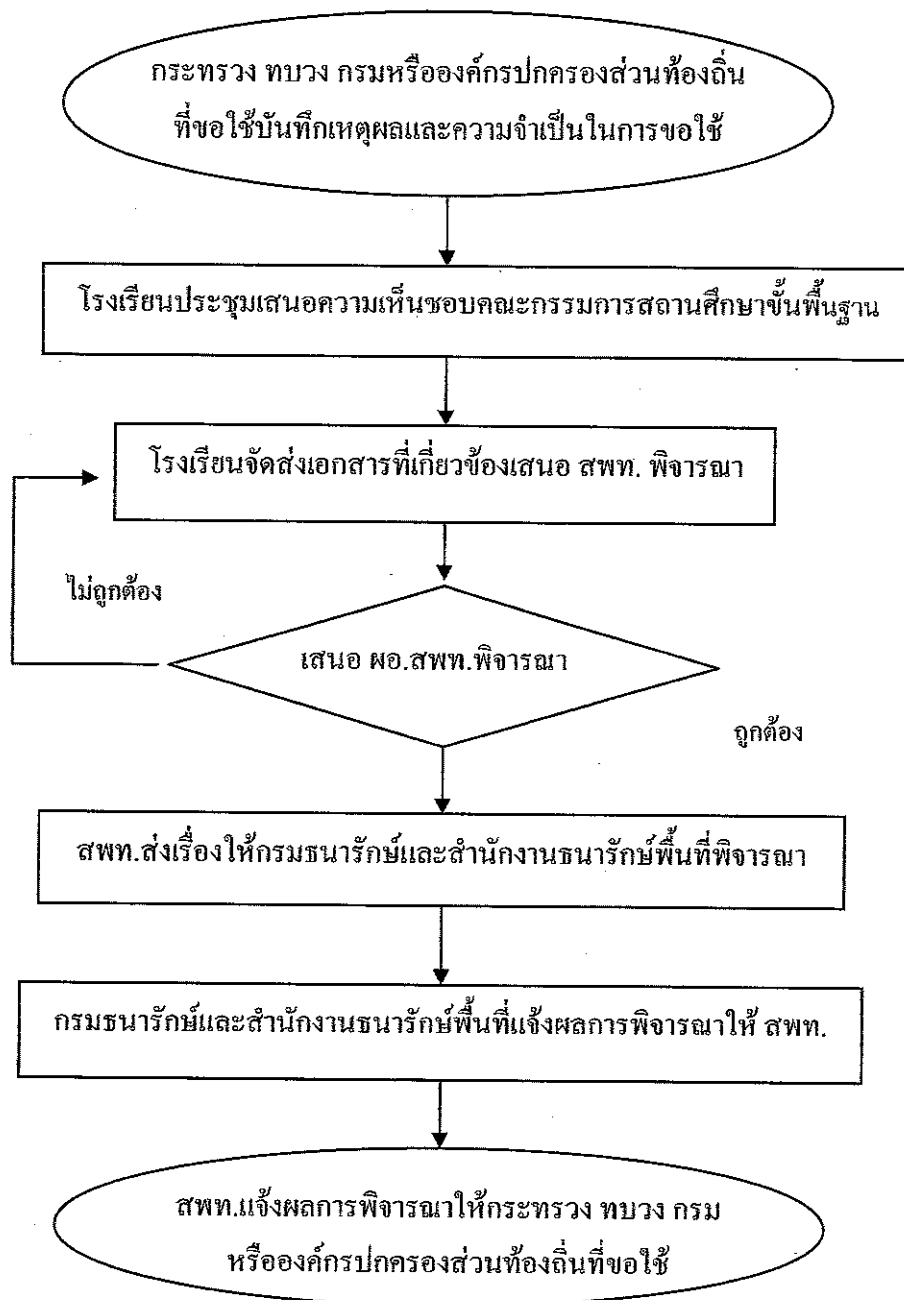 กระทรวง ทบวง กรมหรือองค์กรปกครองส่วนท้องถิ่น
ที่ขอใช้บันทึกเหตุผลและความจำเป็นในการขอใช้
โรงเรียนประชุมเสนอความเห็นชอบคณะกรรมการสถานศึกษาขั้นพื้นฐาน
โรงเรียนจัดส่งเอกสารที่เกี่ยวข้องเสนอ สพท. พิจารณา
ไม่ถูกต้อง
เสนอ ผอ.สพท.พิจารณา
ถูกต้อง
สพท.ส่งเรื่องให้กรมธนารักษ์และสำนักงานธนารักษ์พื้นที่พิจารณา
กรมธนารักษ์และสำนักงานธนารักษ์พื้นที่แจ้งผลการพิจารณาให้ สพท.
สพท.แจ้งผลการพิจารณาให้กระทรวง ทบวง กรม
หรือองค์กรปกครองส่วนท้องถิ่นที่ขอใช้